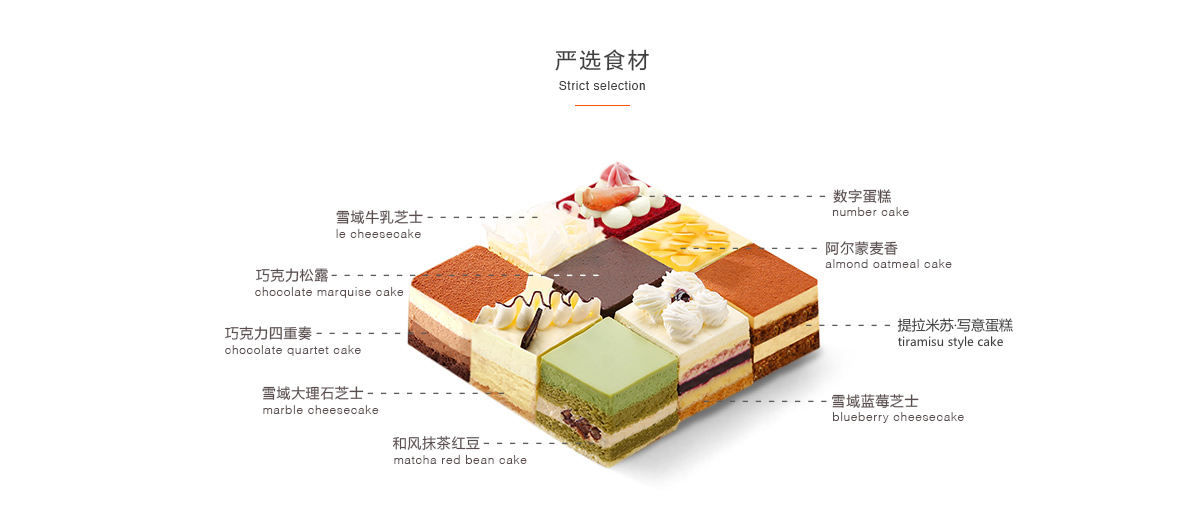 严选食材
Strict selection
数字蛋糕
number cake
雪域牛乳芝士
le cheesecake
阿尔蒙麦香
almond oatmeal cake
巧克力松露
chocolate marquise cake
提拉米苏·写意蛋糕
tiramisu style cake
巧克力四重奏
chocolate quartet cake
雪域大理石芝士
marble cheesecake
雪域蓝莓芝士
blueberry cheesecake
和风抹茶红豆
matcha red bean cake